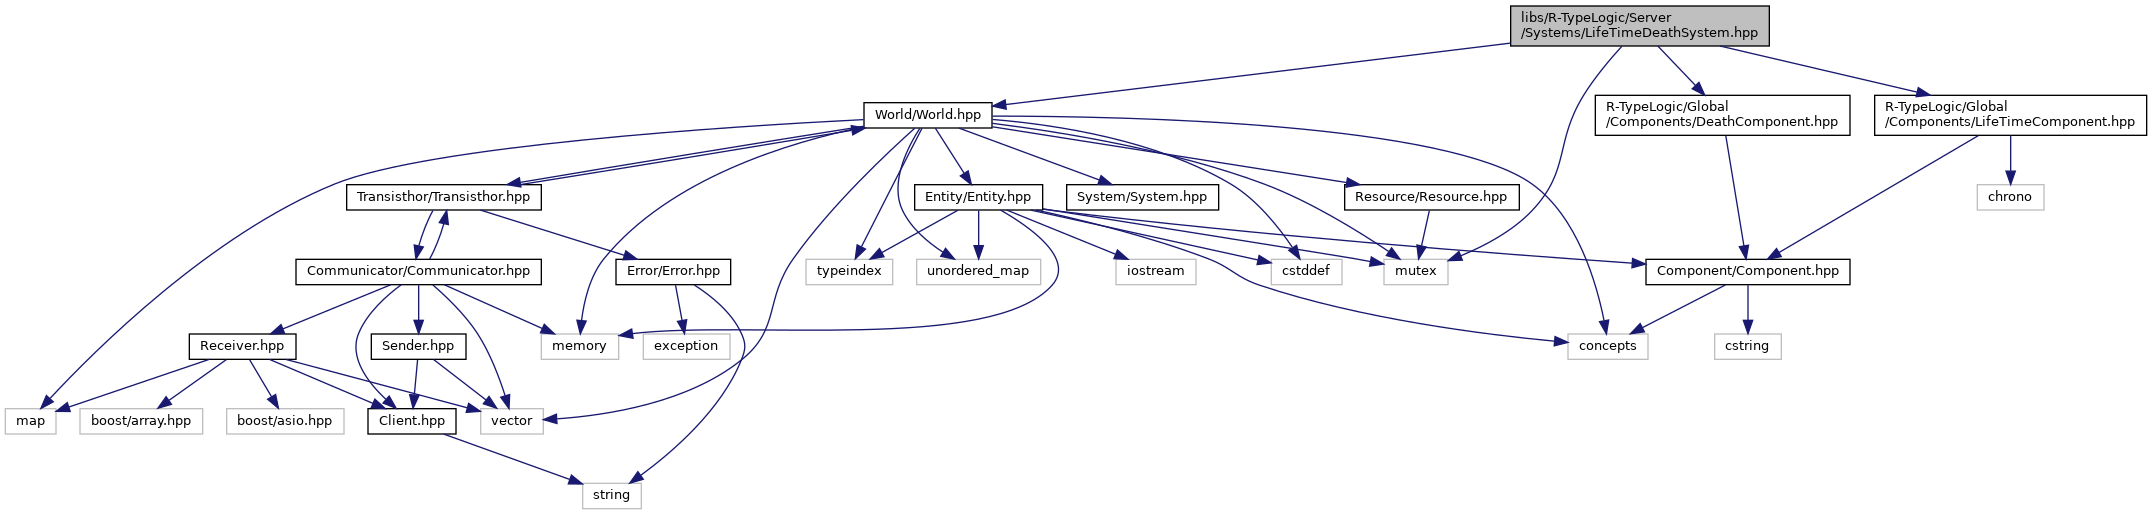 libs/R-TypeLogic/Server
/Systems/LifeTimeDeathSystem.hpp
World/World.hpp
R-TypeLogic/Global
/Components/DeathComponent.hpp
R-TypeLogic/Global
/Components/LifeTimeComponent.hpp
Transisthor/Transisthor.hpp
Entity/Entity.hpp
System/System.hpp
Resource/Resource.hpp
chrono
Communicator/Communicator.hpp
Error/Error.hpp
typeindex
unordered_map
iostream
cstddef
mutex
Component/Component.hpp
Receiver.hpp
Sender.hpp
memory
exception
concepts
cstring
map
boost/array.hpp
boost/asio.hpp
Client.hpp
vector
string